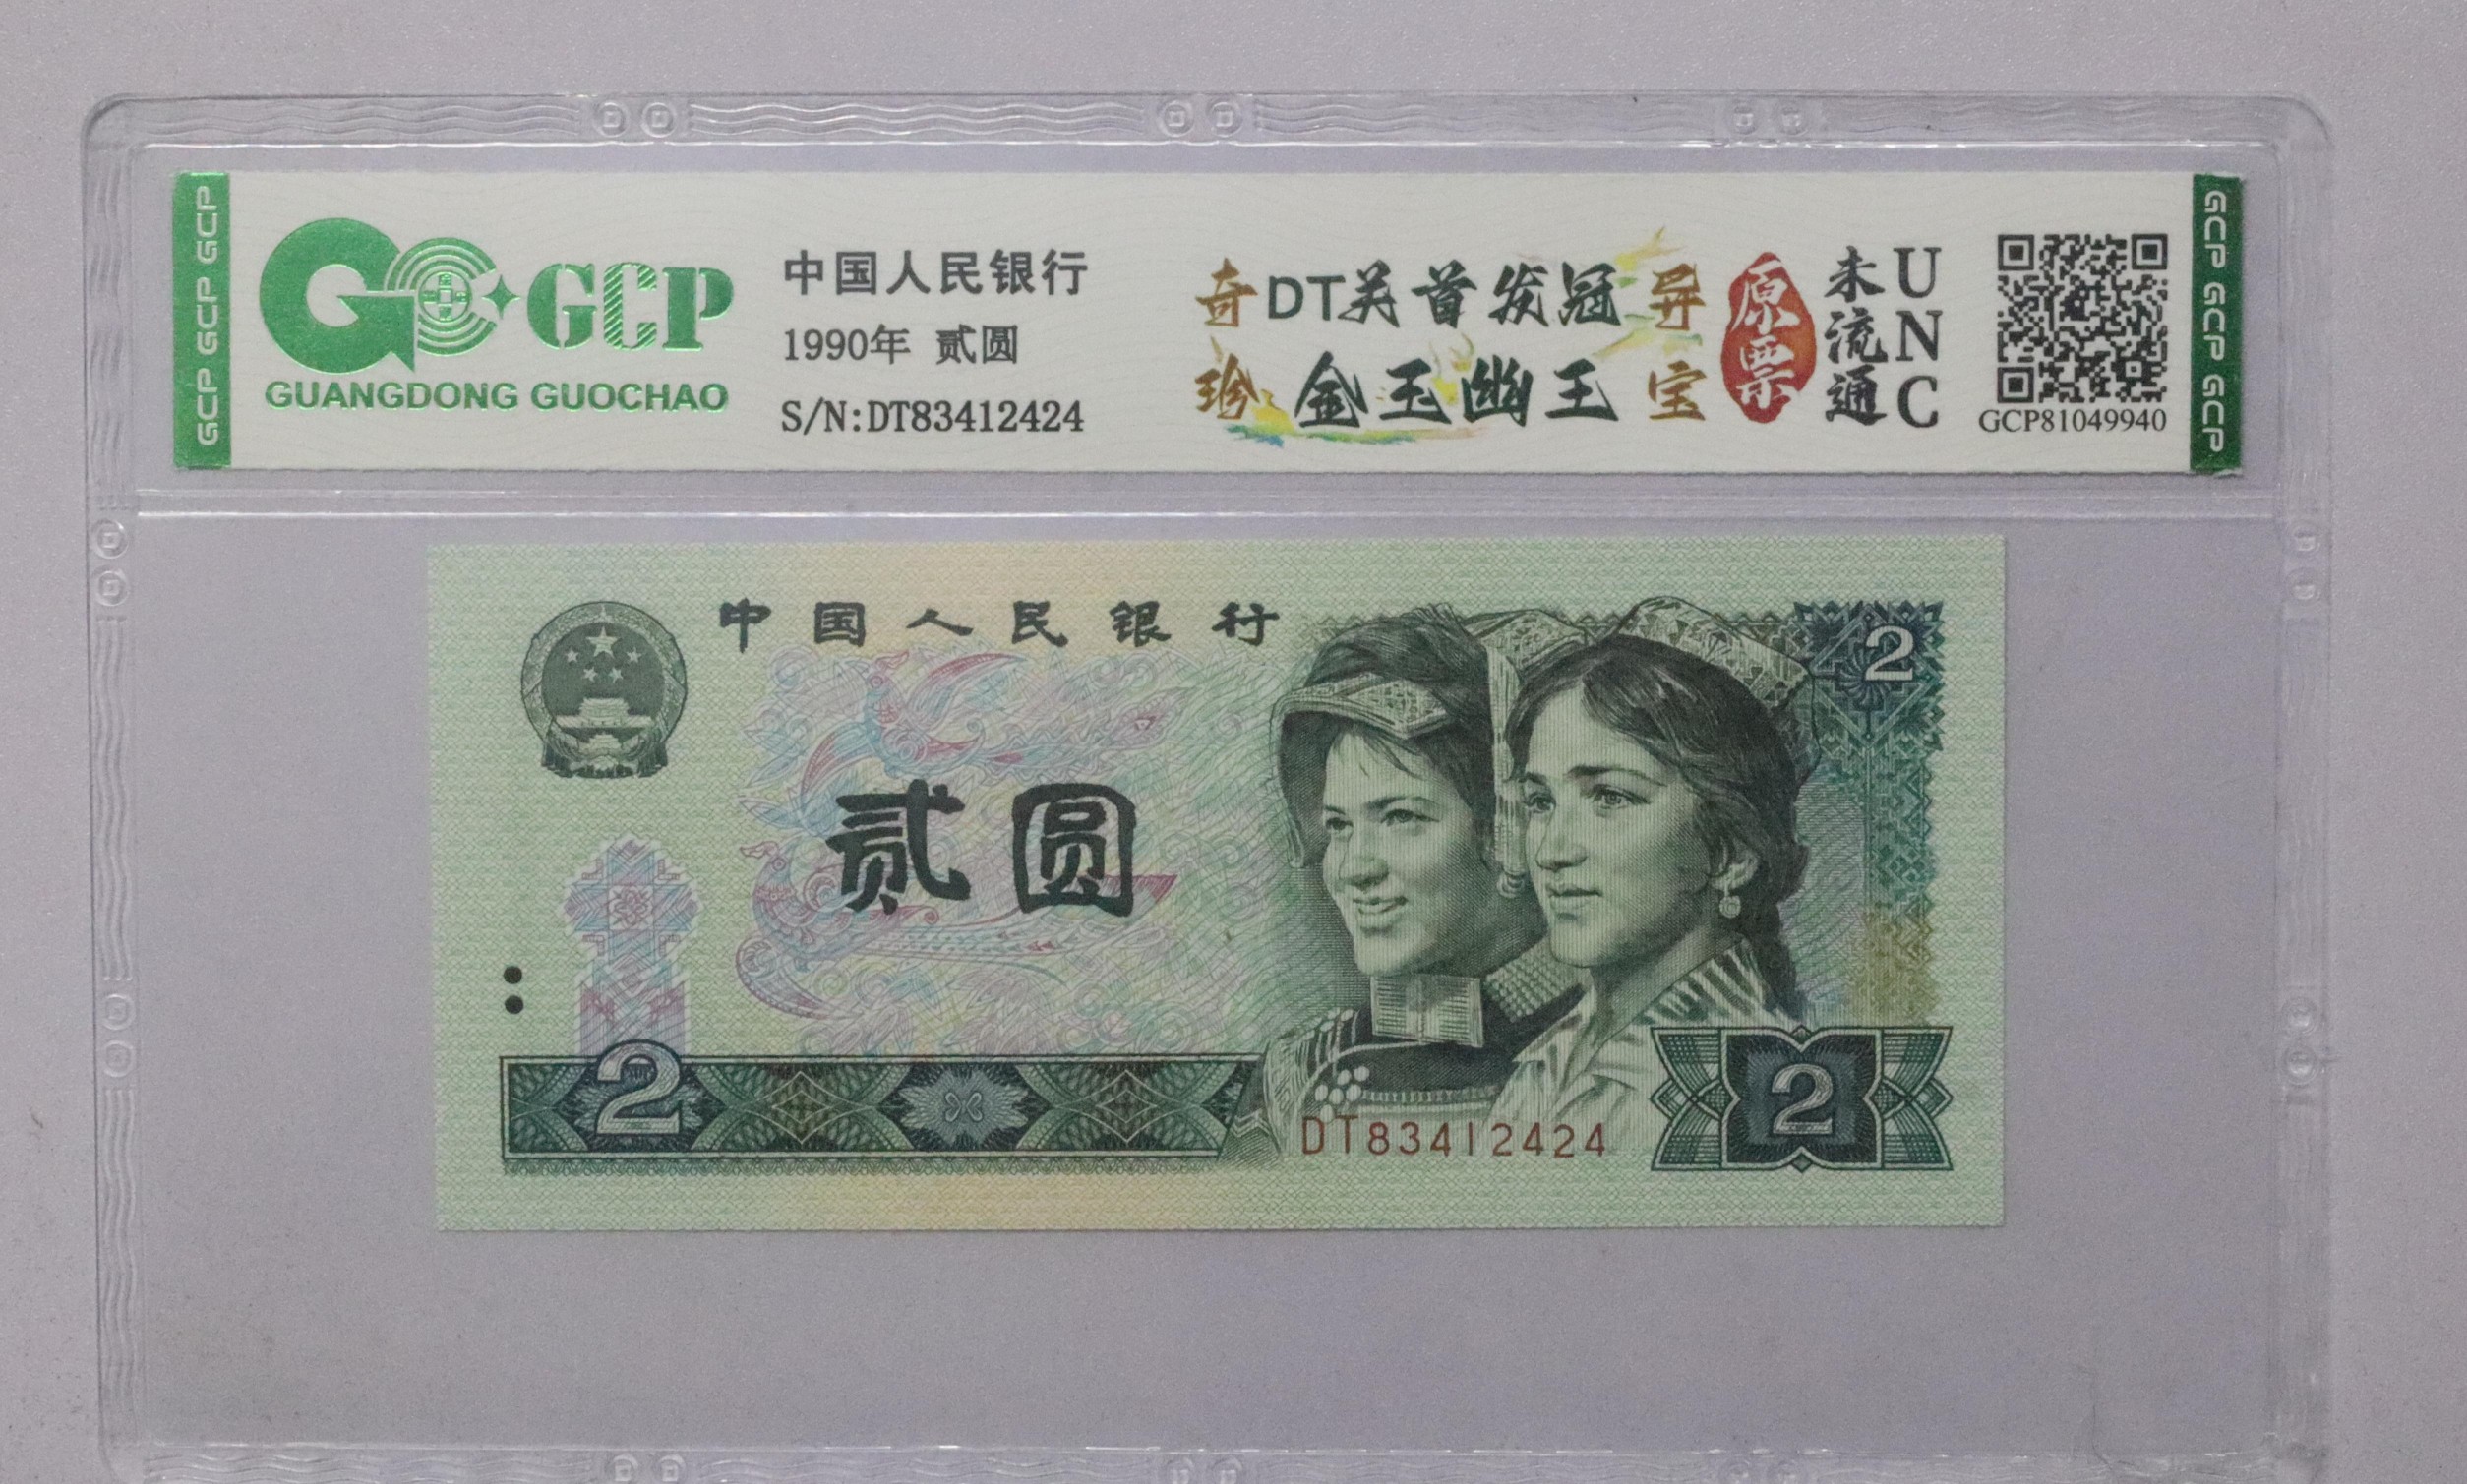 GCP GCP GCP
GCP
GUANGDONG GUOCHAO
中国人民银行
1990年 贰圆
S/N:DT83412424
奇DT关首发冠异
珍金玉幽王宝
原票
未流通
UNC
GCP81049940
GCP GCP GCP
中国人民银行
2
贰圆
2
DT83412424
2